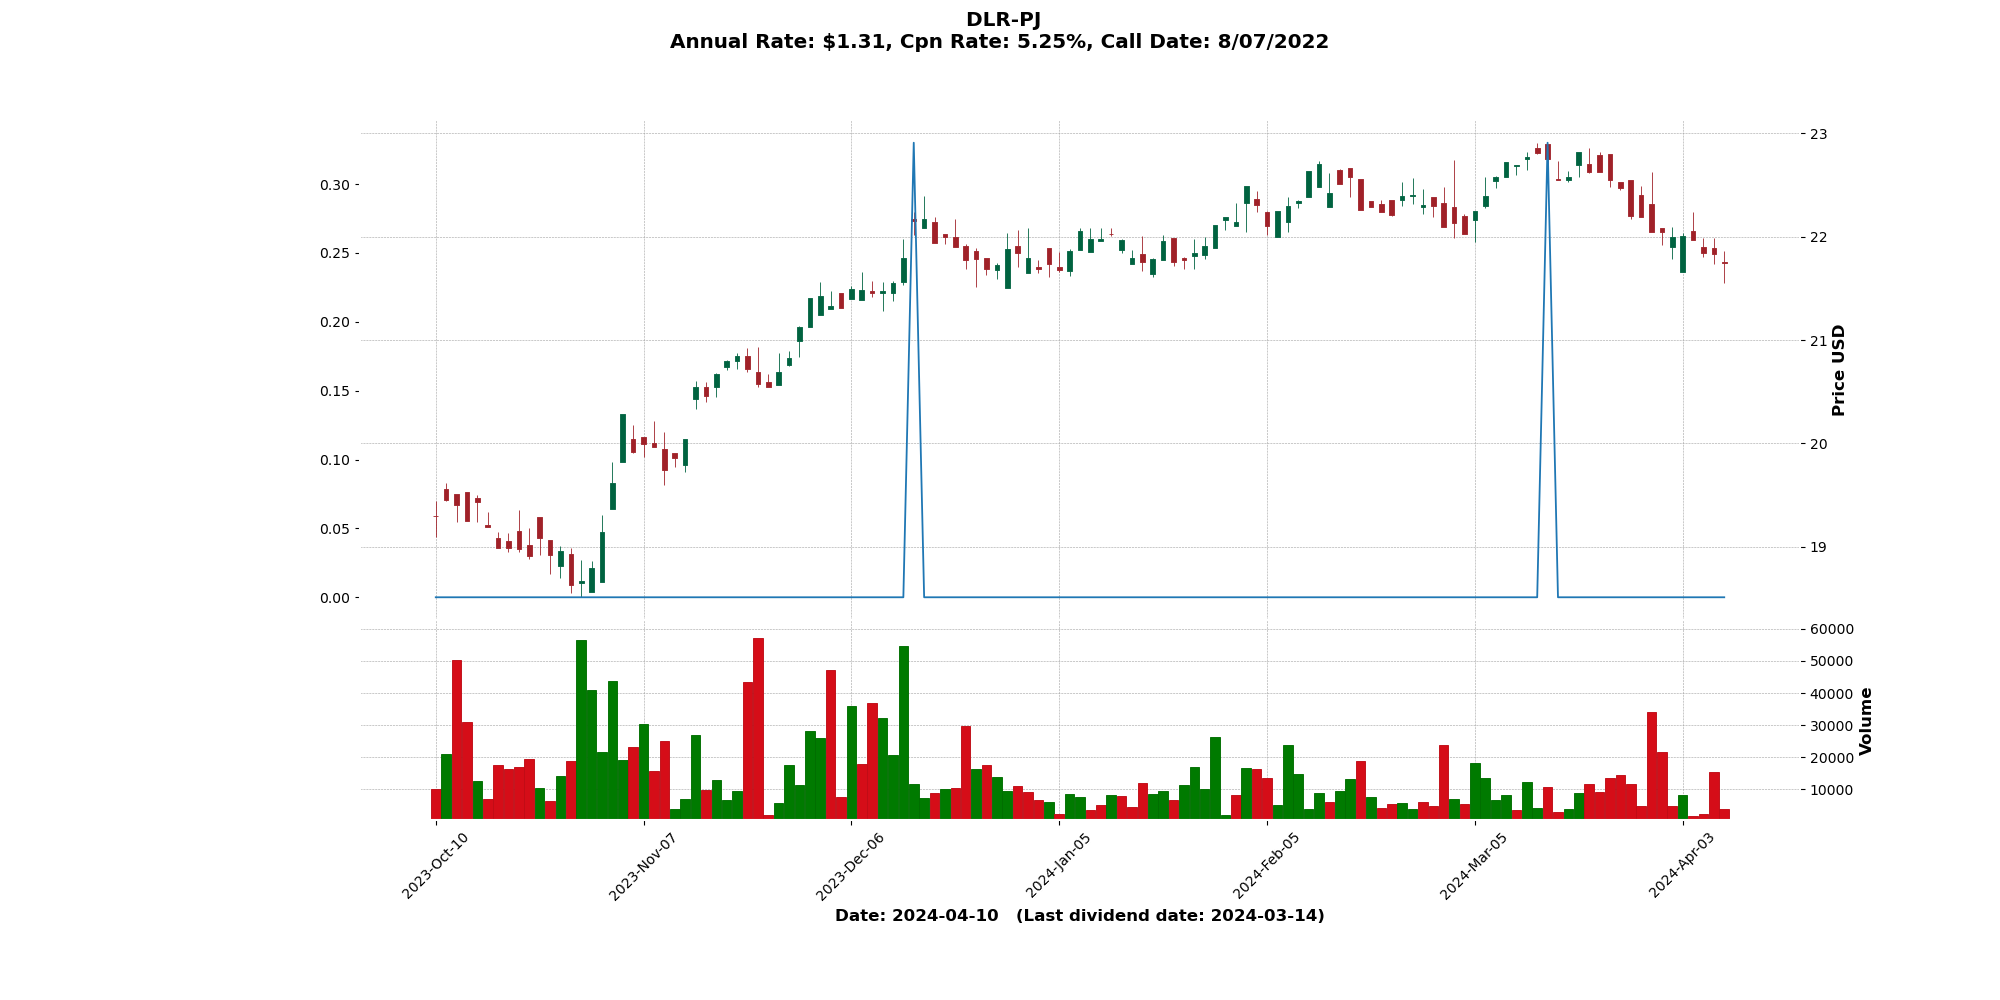 DLR-PJ
Annual Rate: $1.31, Cpn Rate: 5.25%, Call Date: 8/07/2022
23
0.30
22
0.25
0.20
21
Price USD
0.15
20
0.10
0.05
19
0.00
60000
50000
40000
30000
20000
10000
Volume
2023-Oct-10
2023-Nov-07
2023-Dec-06
2024-Jan-05
2024-Feb-05
2024-Mar-05
2024-Apr-03
Date: 2024-04-10 (Last dividend date: 2024-03-14)